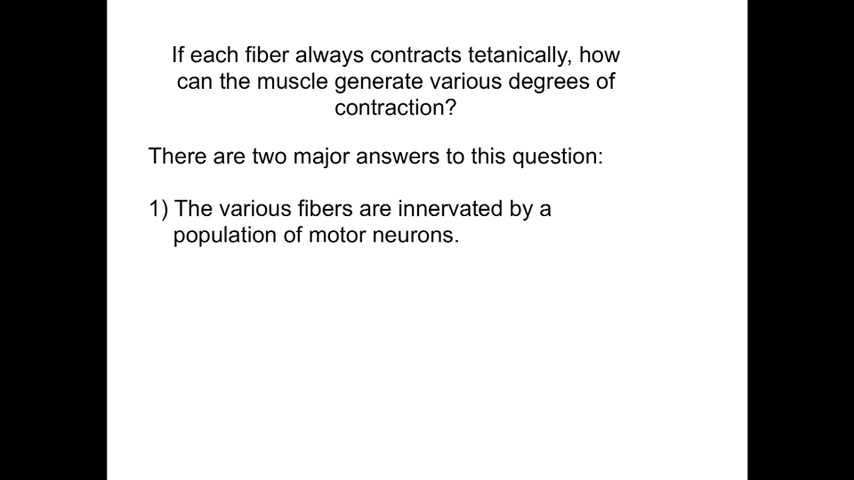 If each fiber always contracts tetanically, how
can the muscle generate various degrees of
contraction?
There are two major answers to this question:
1) The various fibers are innervated by a
population of motor neurons.